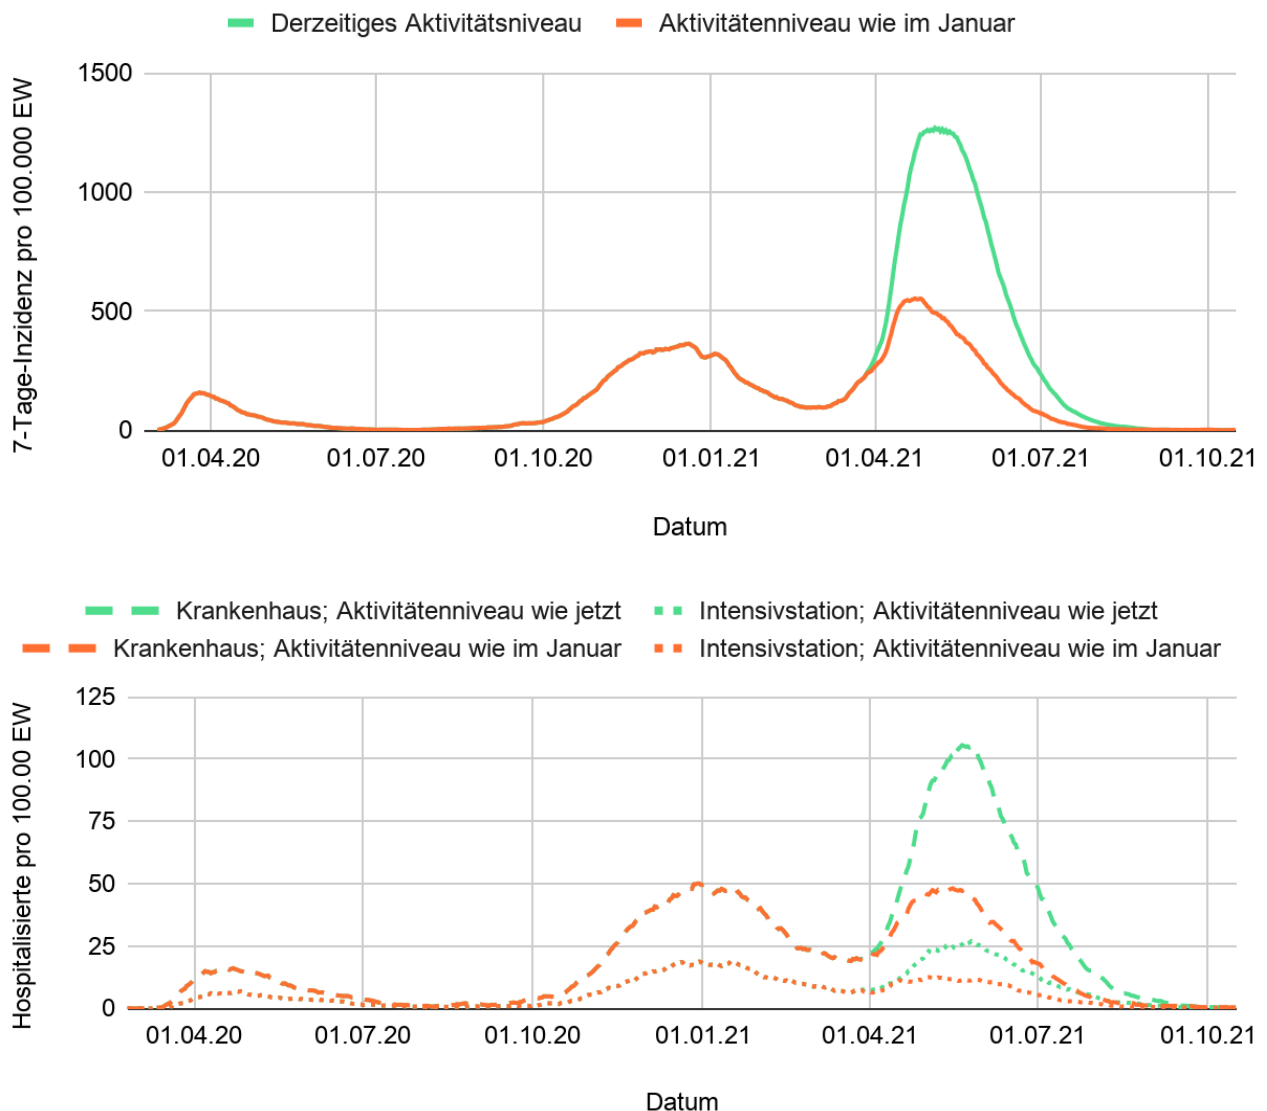 Derzeitiges Aktivitätsniveau Aktivitätenniveau wie im Januar
7-Tage-Inzidenz pro 100.000 EW
1500
1000
500
0
01.04.20 01.07.20 01.10.20 01.01.21 01.04.21 01.07.21 01.10.21
Datum
Krankenhaus; Aktivitätenniveau wie jetzt Intensivstation; Aktivitätenniveau wie jetzt
Krankenhaus; Aktivitätenniveau wie im Januar Intensivstation; Aktivitätenniveau wie im Januar
Hospitalisierte pro 100.00 EW
125
100
75
50
25
0
01.04.20 01.07.20 01.10.20 01.01.21 01.04.21 01.07.21 01.10.21
Datum